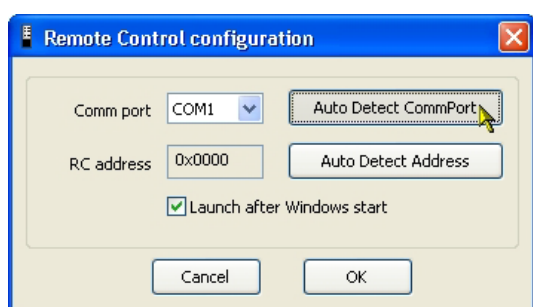 Remote Control configuration
Comm port COM1 Auto Detect CommPort
RC address 0x0000 Auto Detect Address
Launch after Windows start
Cancel OK